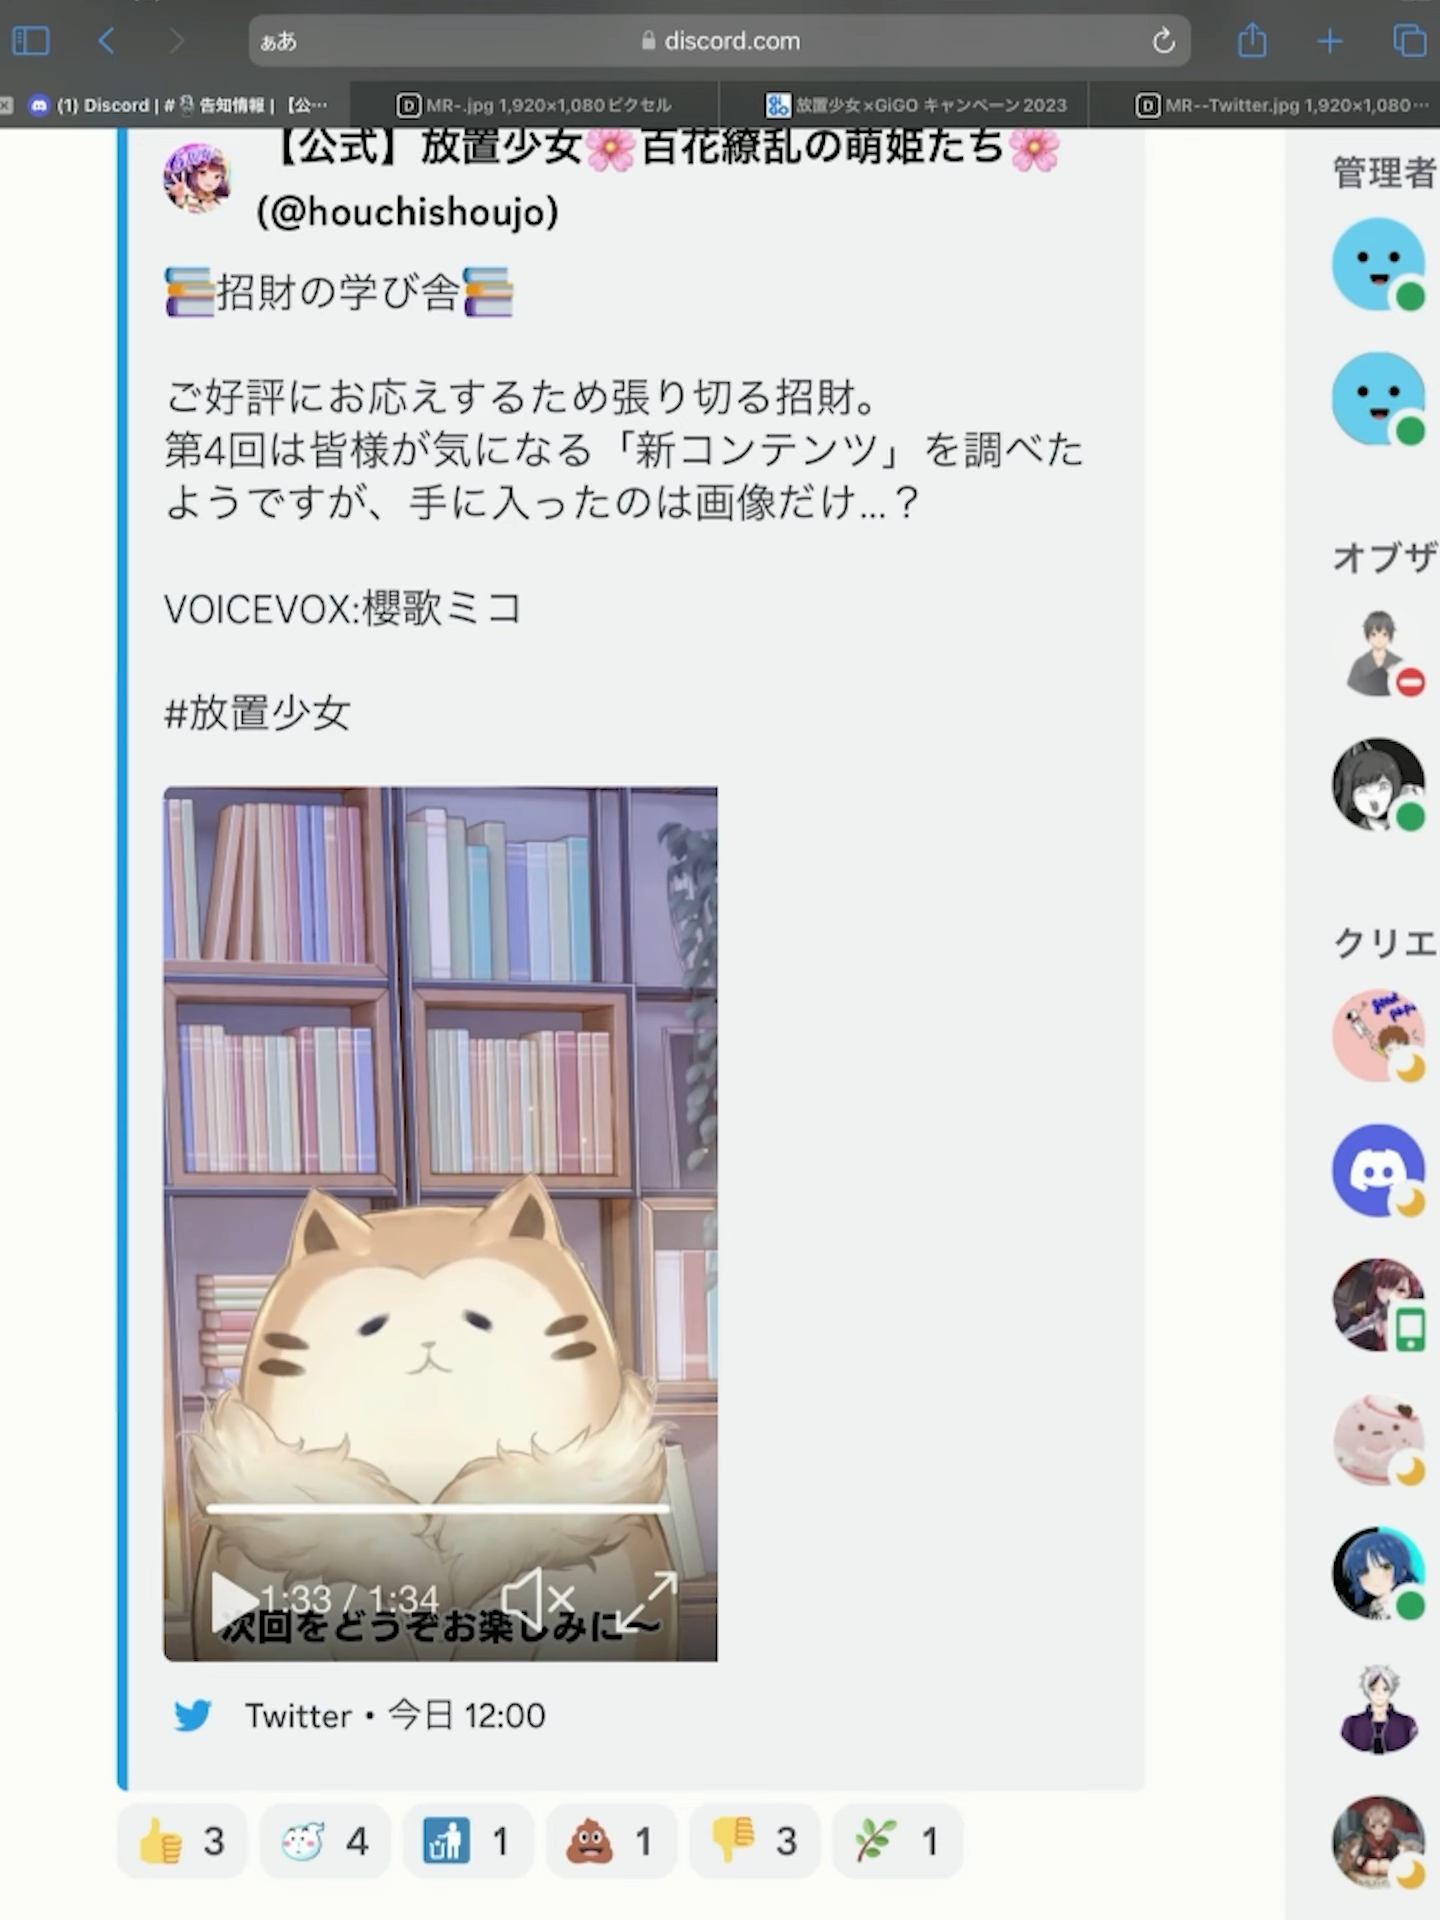 ぁあ
discord.com
(1) Discord | # 告知情報 | 【公…
MR-.jpg 1,920×1,080ピクセル
放置少女×GiGO キャンペーン2023
MR--Twitter.jpg 1,920×1,080…
【公式】放置少女🌸百花繚乱の萌姫たち🌸
(@houchishoujo)
📚招財の学び舎📚
ご好評にお応えするため張り切る招財。
第4回は皆様が気になる「新コンテンツ」を調べた
ようですが、手に入ったのは画像だけ...？
VOICEVOX:櫻歌ミコ
#放置少女
1:33 / 1:34
次回をどうぞお楽しみに〜
Twitter • 今日 12:00
3
4
1
1
3
1
管理者
オブザ
クリエ
good